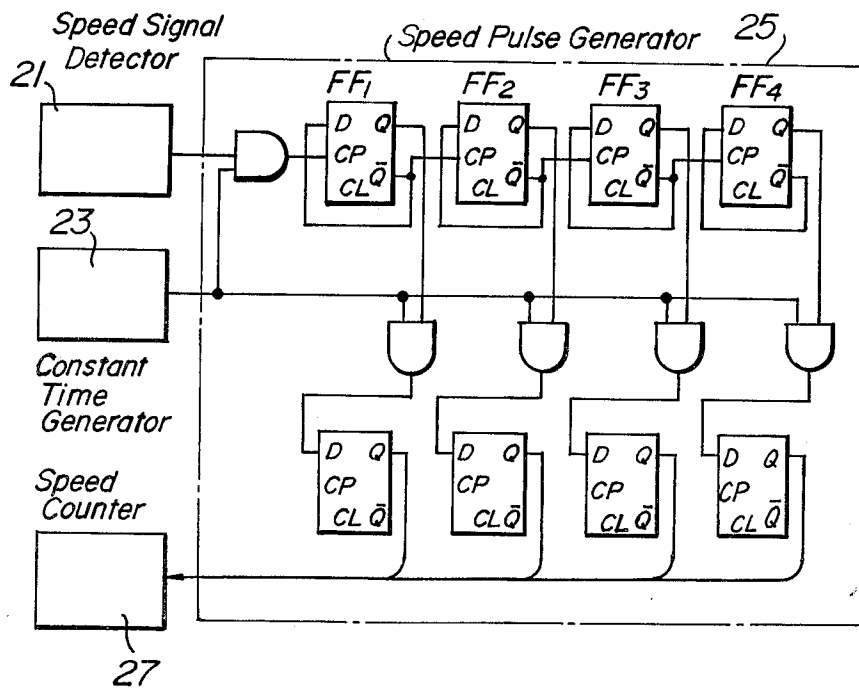 Speed Signal
Detector
21
Speed Pulse Generator
25
FF1 FF2 FF3 FF4
D Q D Q D Q D Q
CP CP CP CP
CL Q̄ CL Q̄ CL Q̄ CL Q̄
23
Constant
Time
Generator
D Q D Q D Q D Q
CP CP CP CP
CL Q̄ CL Q̄ CL Q̄ CL Q̄
Speed
Counter
27